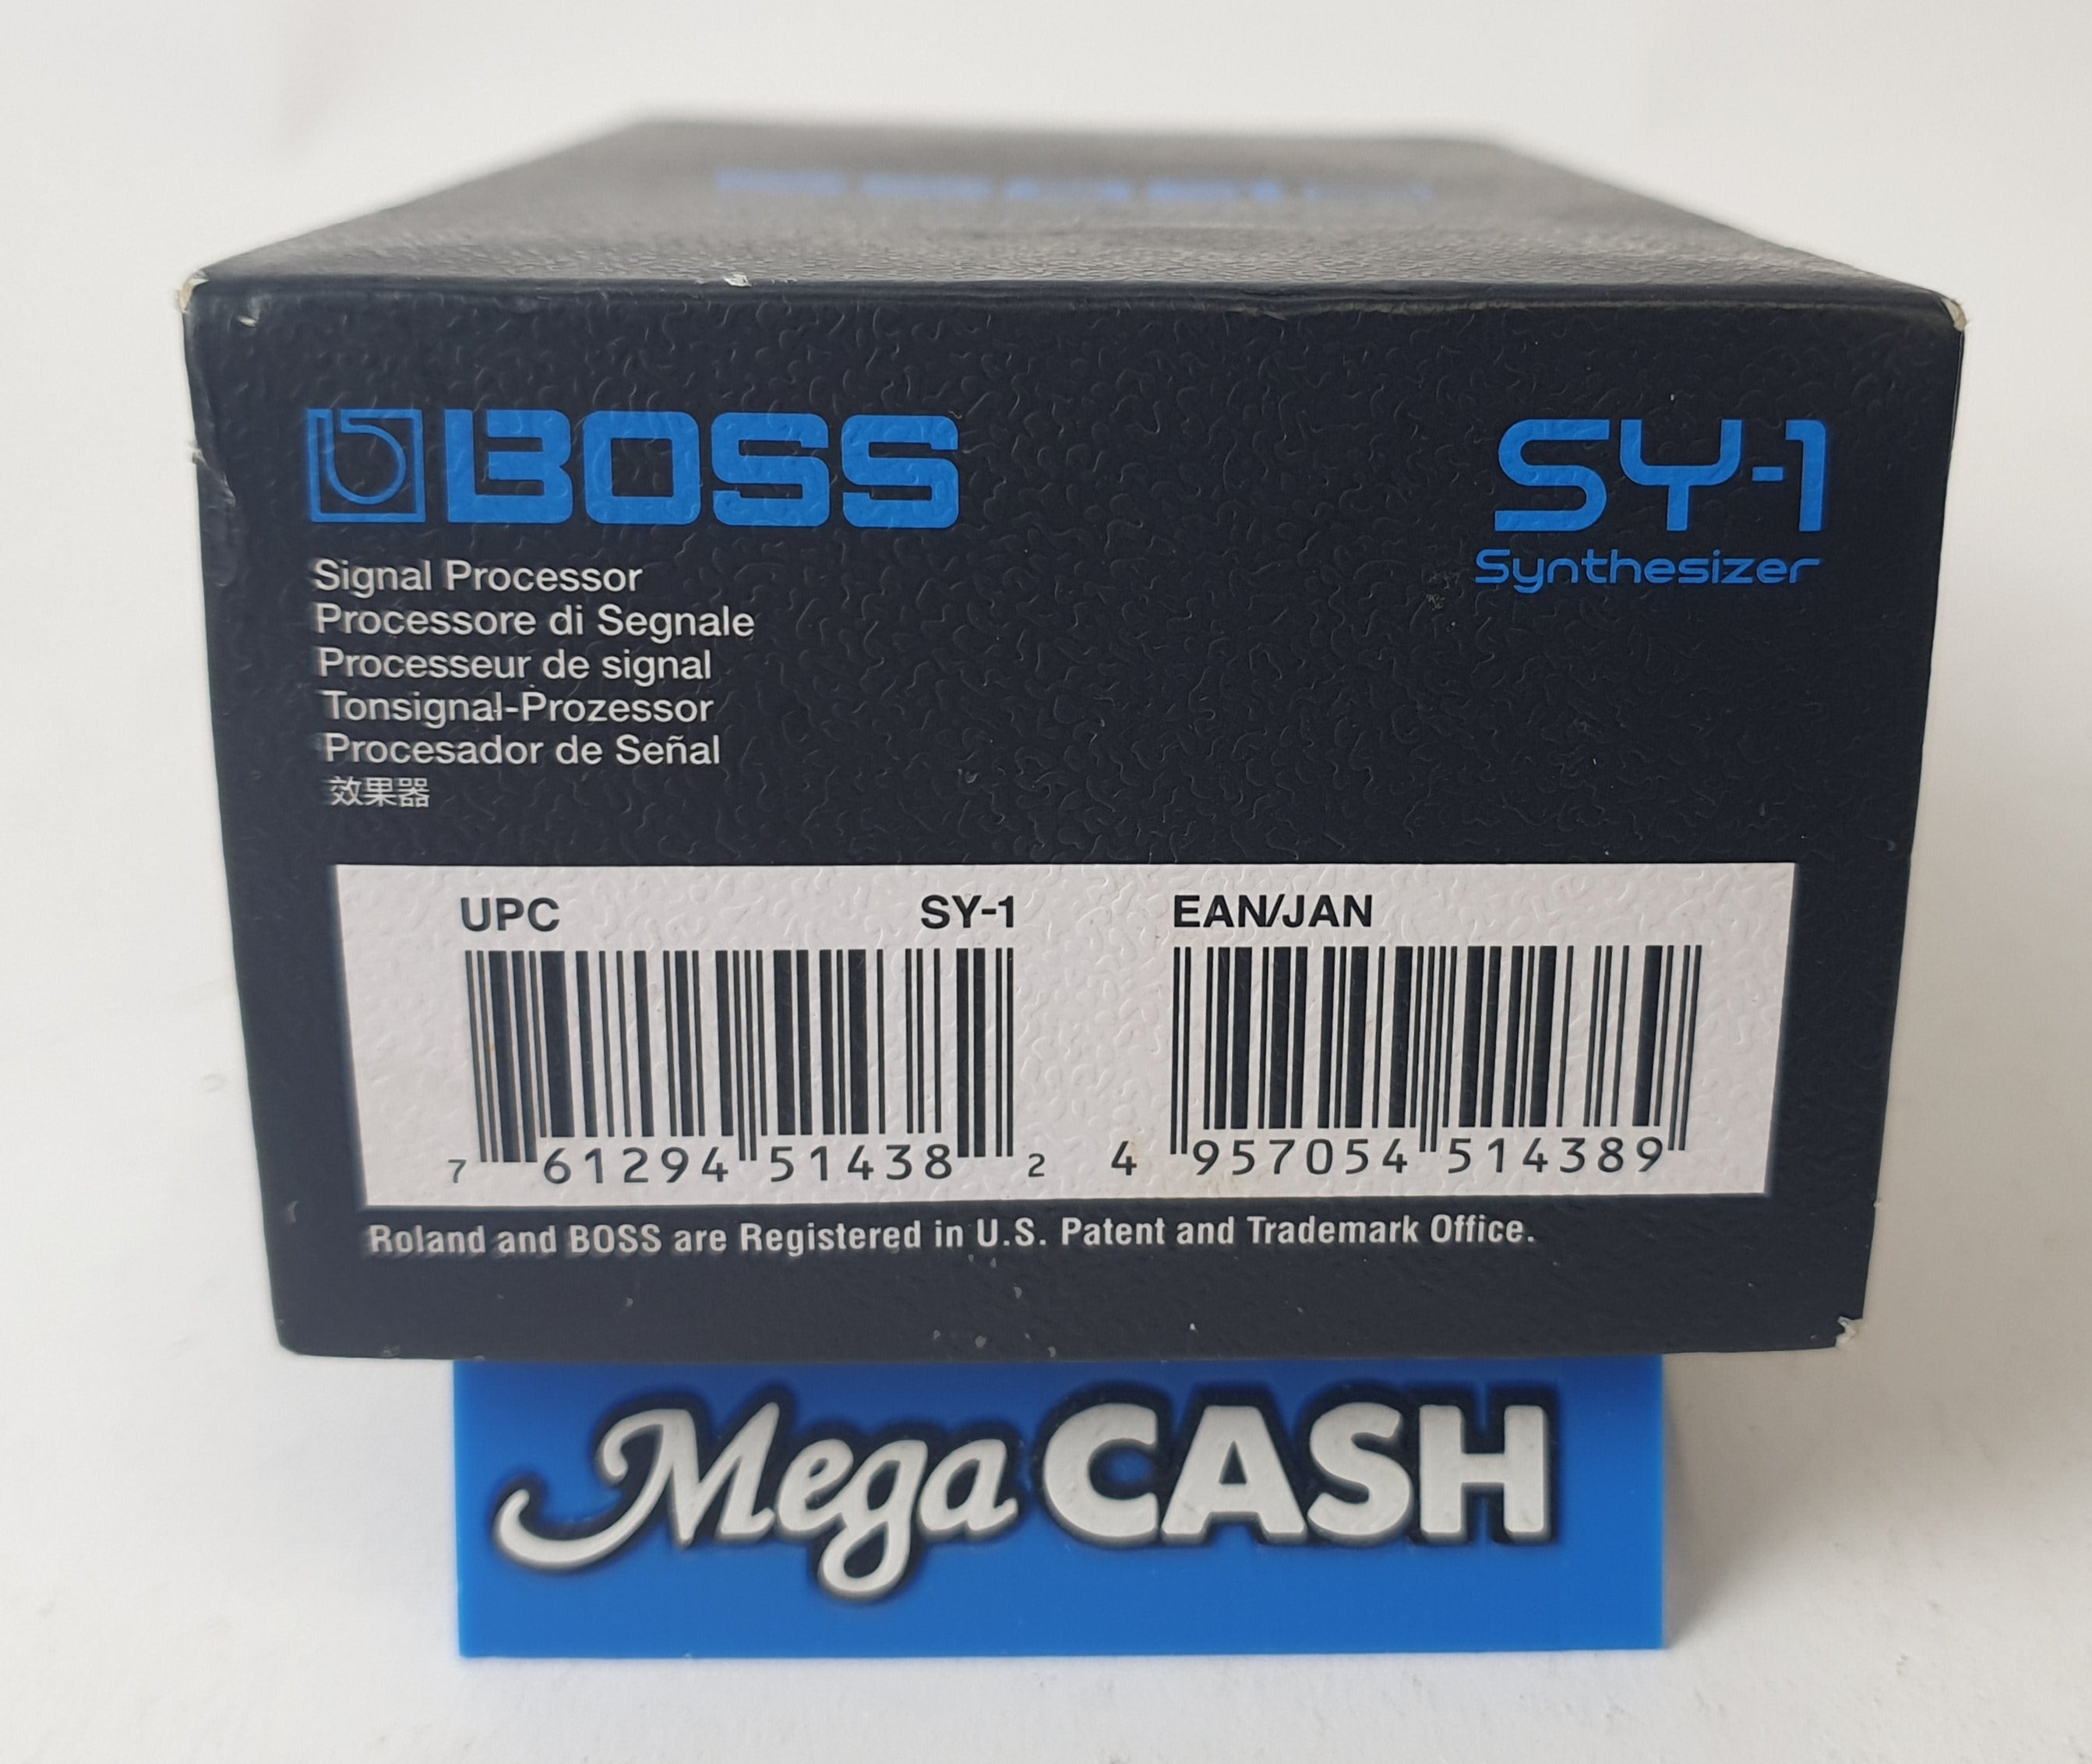 BOSS
SY-1
Synthesizer
Signal Processor
Processore di Segnale
Processeur de signal
Tonsignal-Prozessor
Procesador de Señal
效果器
UPC SY-1 EAN/JAN
7 61294 51438 2 4 957054 514389
Roland and BOSS are Registered in U.S. Patent and Trademark Office.
Mega CASH